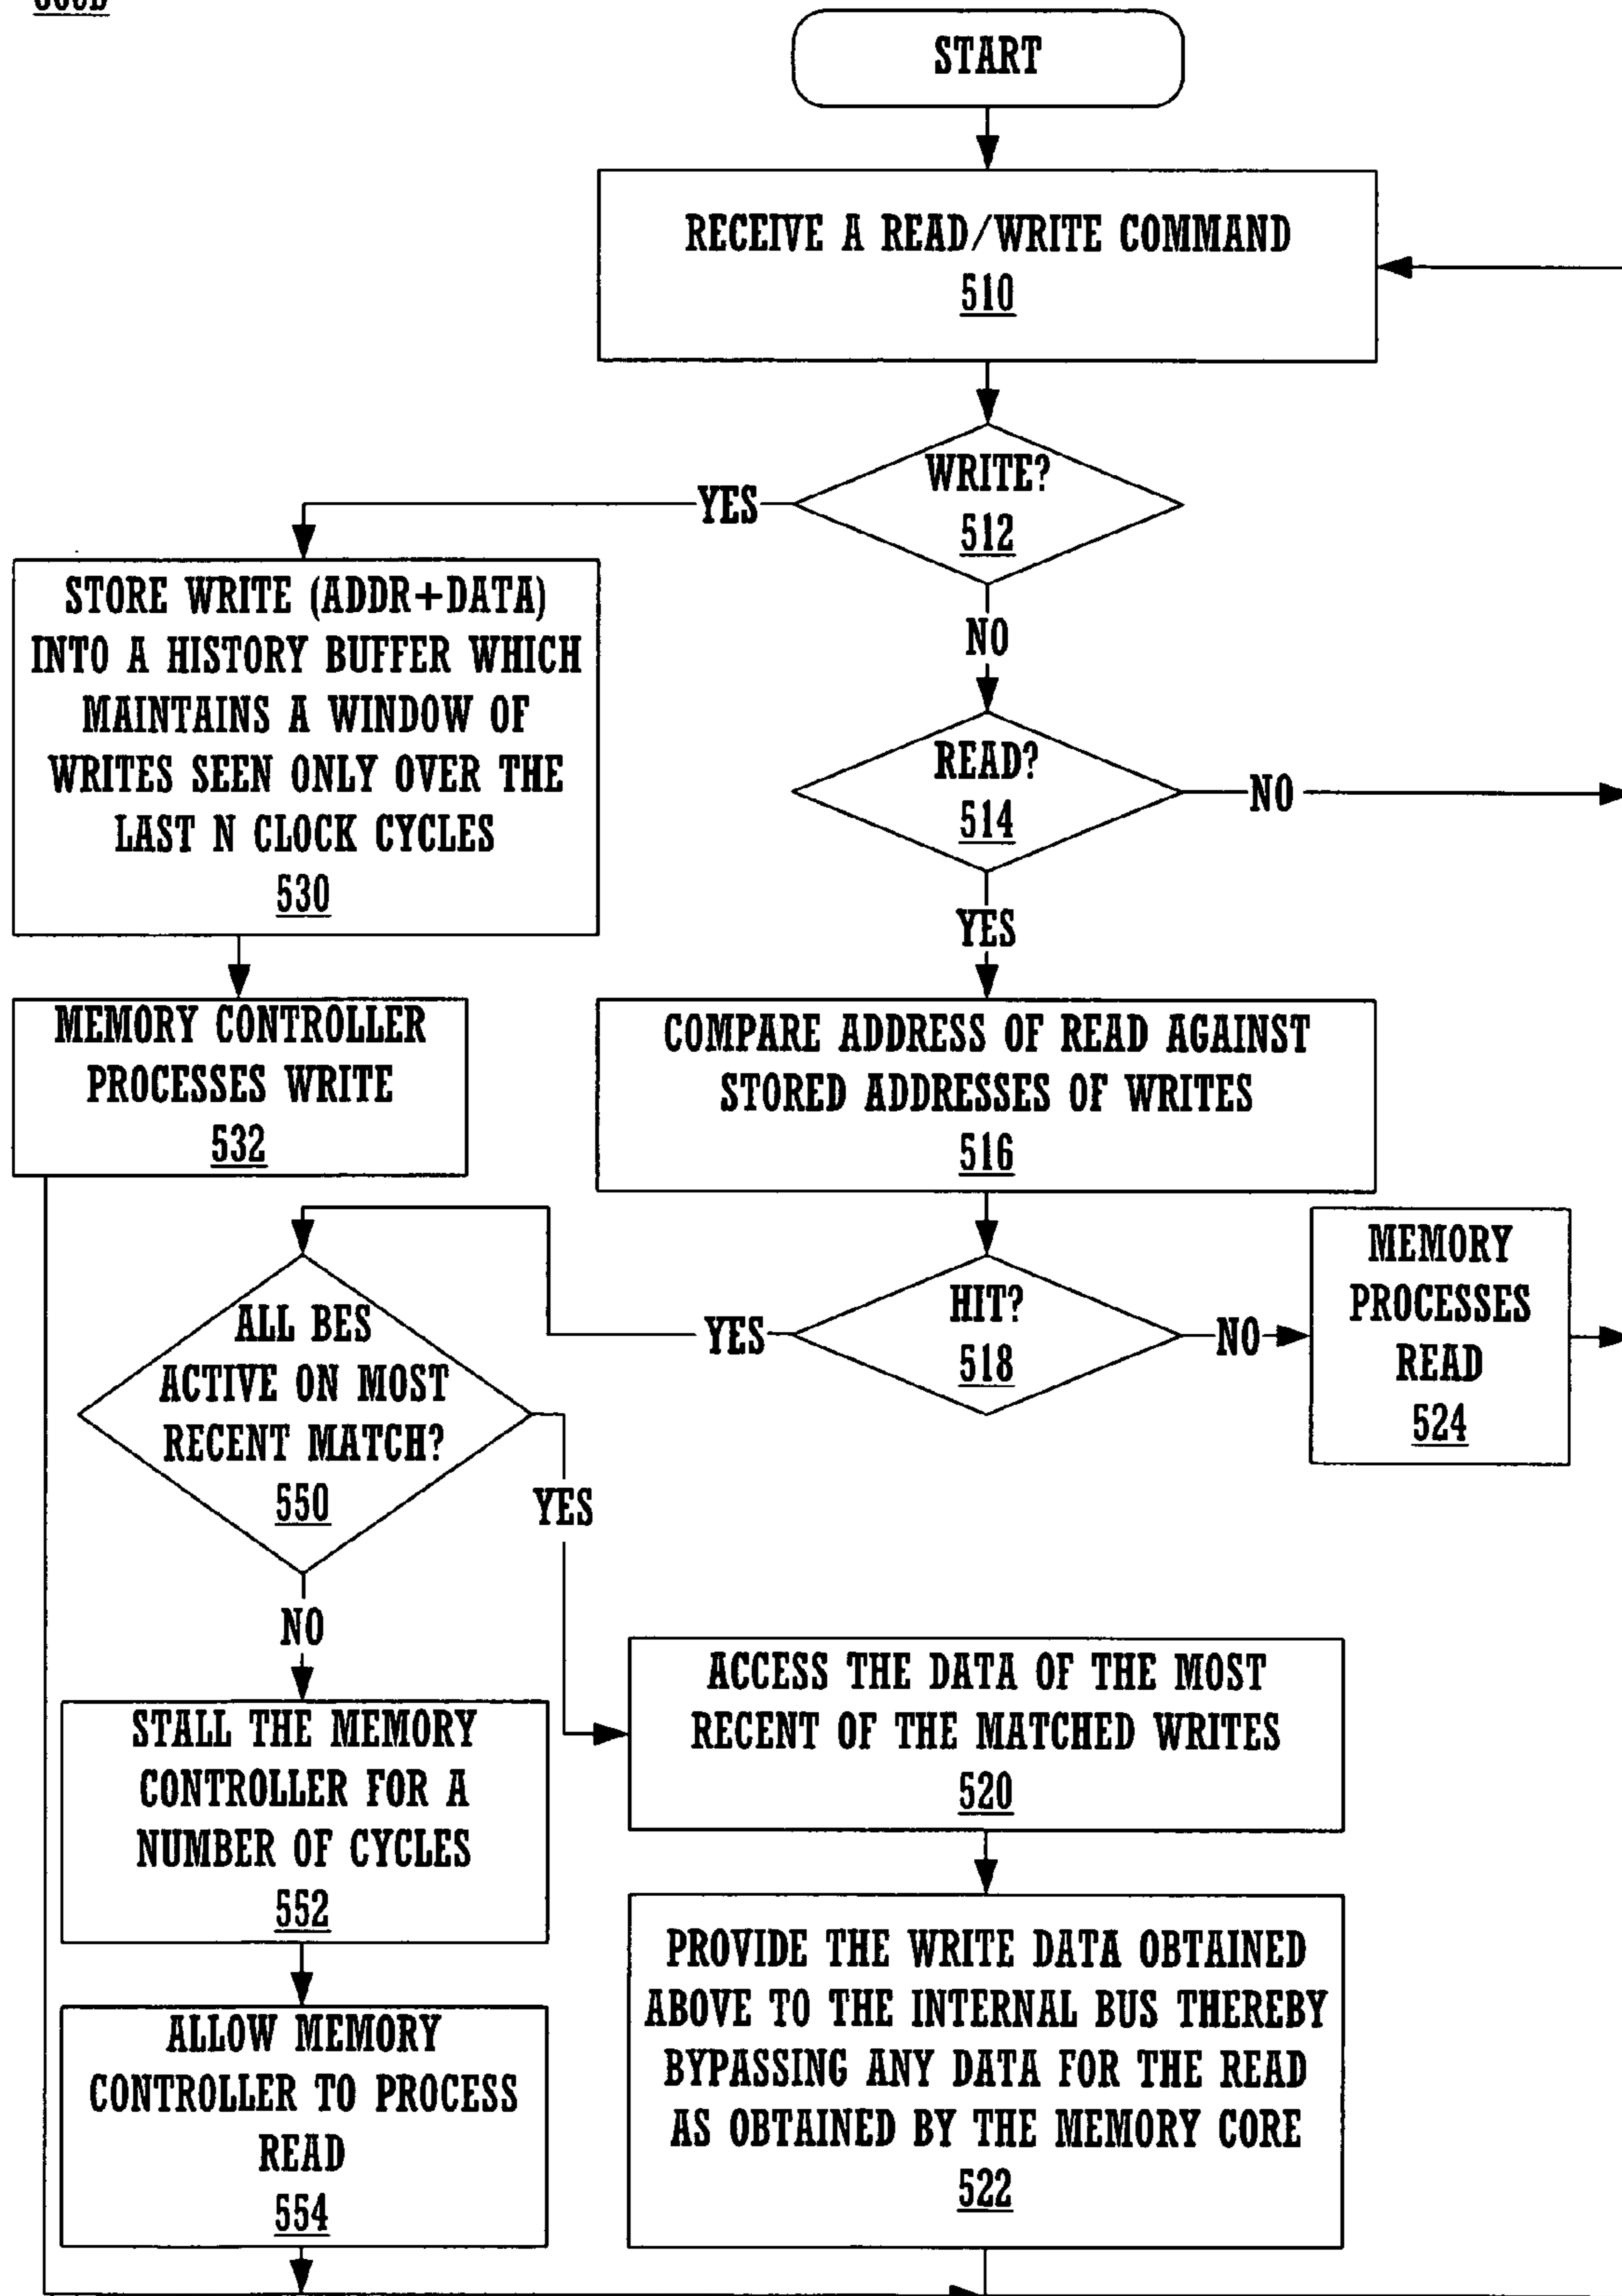 START
RECEIVE A READ/WRITE COMMAND
510
WRITE?
512
YES
NO
STORE WRITE (ADDR+DATA)
INTO A HISTORY BUFFER WHICH
MAINTAINS A WINDOW OF
WRITES SEEN ONLY OVER THE
LAST N CLOCK CYCLES
530
READ?
514
NO
YES
MEMORY CONTROLLER
PROCESSES WRITE
532
COMPARE ADDRESS OF READ AGAINST
STORED ADDRESSES OF WRITES
516
HIT?
518
YES
NO
MEMORY
PROCESSES
READ
524
ALL BES
ACTIVE ON MOST
RECENT MATCH?
550
YES
NO
STALL THE MEMORY
CONTROLLER FOR A
NUMBER OF CYCLES
552
ACCESS THE DATA OF THE MOST
RECENT OF THE MATCHED WRITES
520
ALLOW MEMORY
CONTROLLER TO PROCESS
READ
554
PROVIDE THE WRITE DATA OBTAINED
ABOVE TO THE INTERNAL BUS THEREBY
BYPASSING ANY DATA FOR THE READ
AS OBTAINED BY THE MEMORY CORE
522